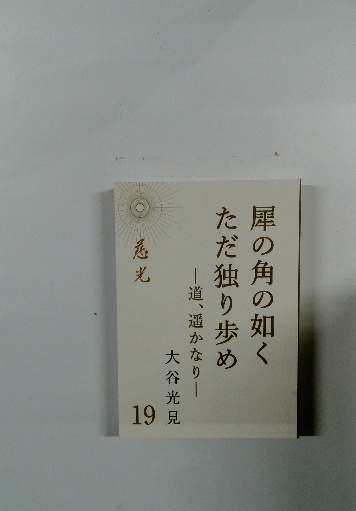 犀の角の如く
ただ独り歩め
―道、遥かなり―
大谷光見
慈光
19